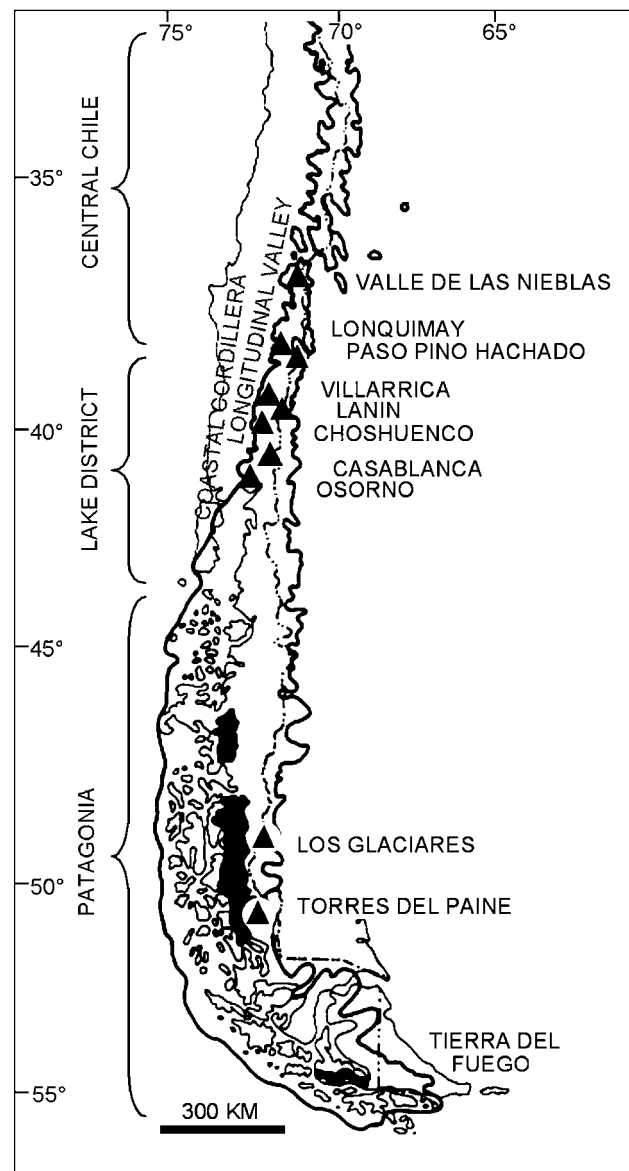 75° 70° 65°
35°
40°
45°
50°
55°
CENTRAL CHILE
LAKE DISTRICT
PATAGONIA
COASTAL CORDILLERA
LONGITUDINAL VALLEY
VALLE DE LAS NIEBLAS
LONQUIMAY
PASO PINO HACHADO
VILLARRICA
LANIN
CHOSHUENCO
CASABLANCA
OSORNO
LOS GLACIARES
TORRES DEL PAINE
TIERRA DEL
FUEGO
300 KM